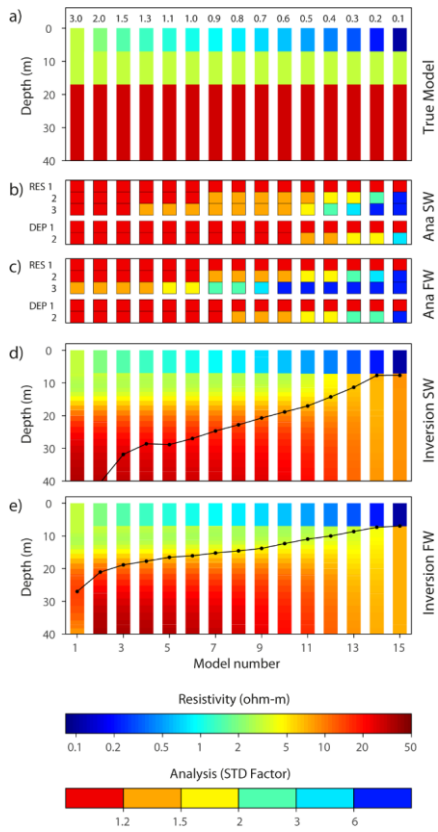 a)
3.0 2.0 1.5 1.3 1.1 1.0 0.9 0.8 0.7 0.6 0.5 0.4 0.3 0.2 0.1
0
10
20
30
40
Depth (m)
True Model
b)
RES 1
2
3
DEP 1
2
Ana SW
c)
RES 1
2
3
DEP 1
2
Ana FW
d)
0
10
20
30
40
Depth (m)
Inversion SW
e)
0
10
20
30
40
Depth (m)
Inversion FW
1 3 5 7 9 11 13 15
Model number
Resistivity (ohm-m)
0.1 0.2 0.5 1 2 5 10 20 50
Analysis (STD Factor)
1.2 1.5 2 3 6